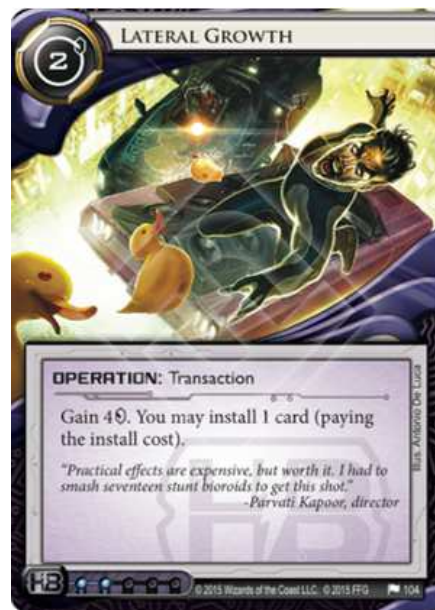 2
LATERAL GROWTH
OPERATION: Transaction
Gain 4. You may install 1 card (paying
the install cost).
"Practical effects are expensive, but worth it. I had to
smash seventeen stunt bioroids to get this shot."
-Parvati Kapoor, director
Illus. Antonio De Luca
HB
© 2015 Wizards of the Coast LLC. © 2015 FFG
104
HB